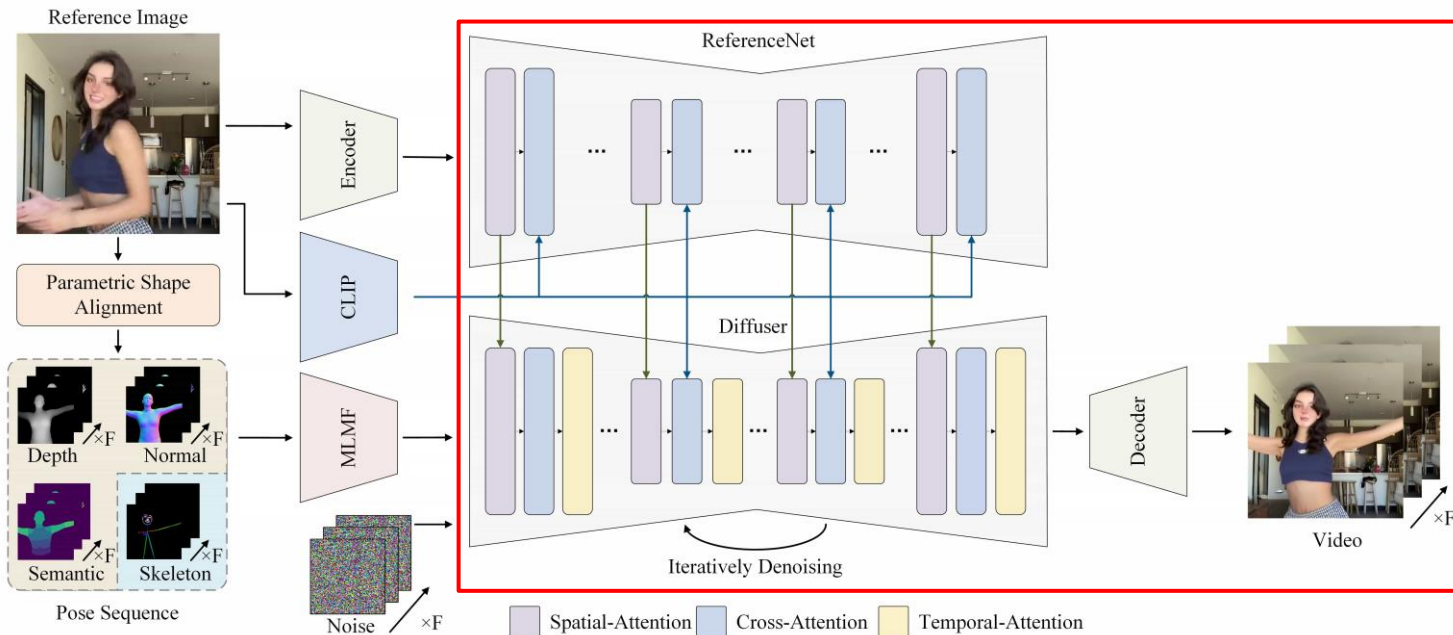 Reference Image
ReferenceNet
Encoder
CLIP
Parametric Shape
Alignment
Diffuser
MLMF
Decoder
×F
Depth
×F
Normal
×F
Semantic
×F
Skeleton
Pose Sequence
Noise
×F
Iteratively Denoising
Video
×F
Spatial-Attention
Cross-Attention
Temporal-Attention